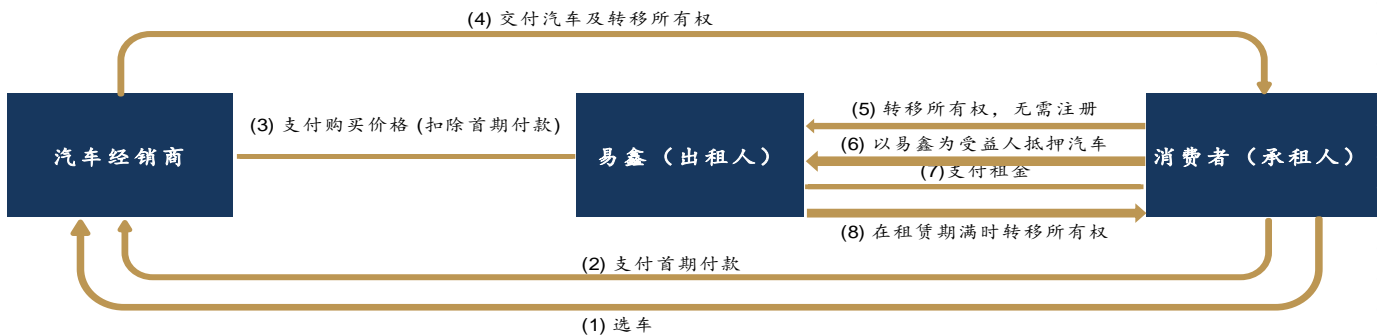 (4) 交付汽车及转移所有权
汽车经销商
(3) 支付购买价格 (扣除首期付款)
易鑫（出租人）
(5) 转移所有权，无需注册
(6) 以易鑫为受益人抵押汽车
(7)支付租金
(8) 在租赁期满时转移所有权
消费者（承租人）
(2) 支付首期付款
(1) 选车